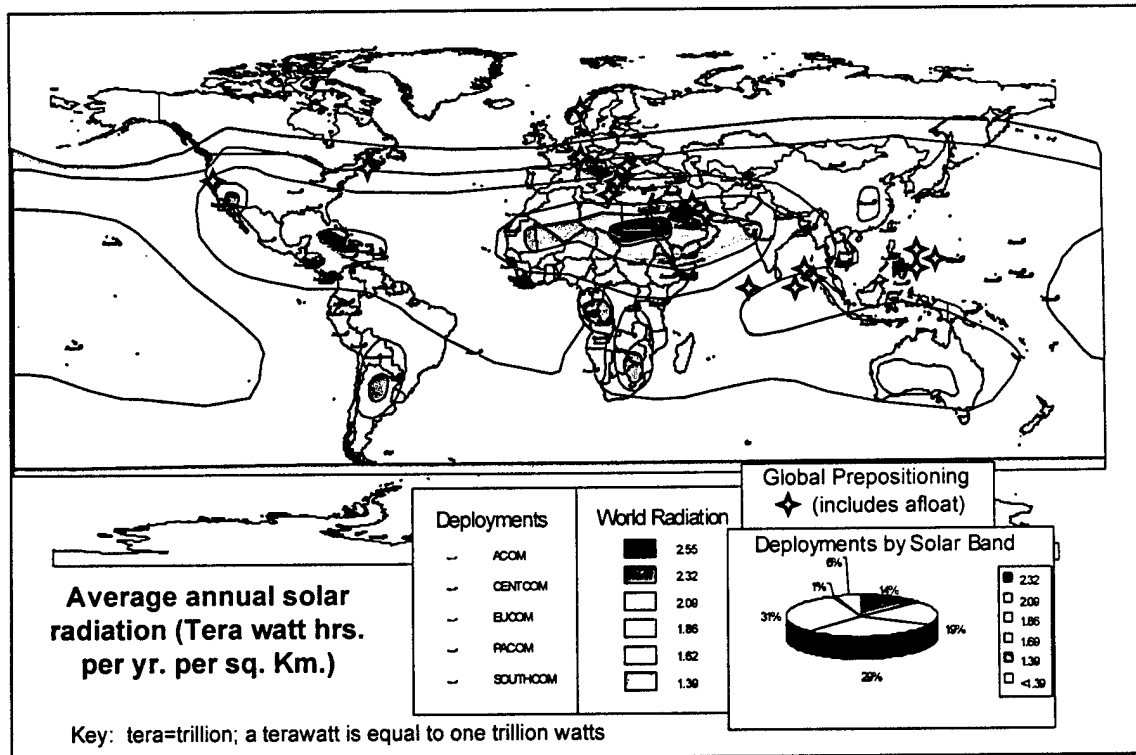 Global Prepositioning
(includes afloat)
Deployments
ACOM
CENTCOM
EUCOM
PACOM
SOUTHCOM
World Radiation
2.55
2.32
2.09
1.86
1.62
1.39
Deployments by Solar Band
6%
1%
14%
31%
19%
29%
2.32
2.09
1.86
1.69
1.39
<1.39
Average annual solar
radiation (Tera watt hrs.
per yr. per sq. Km.)
Key: tera=trillion; a terawatt is equal to one trillion watts